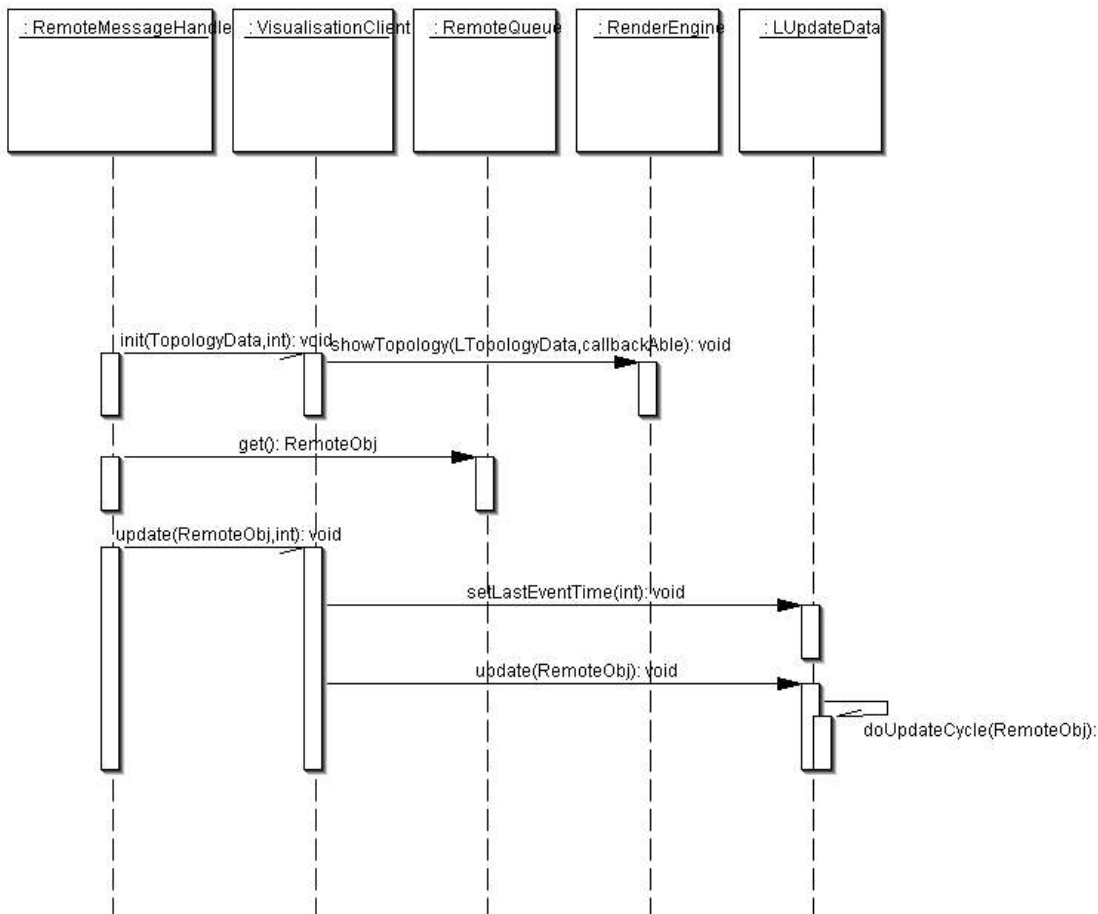 : RemoteMessageHandle
: VisualisationClient
: RemoteQueue
: RenderEngine
: LUpdateData
init(TopologyData,int): void
showTopology(LTopologyData,callbackAble): void
get(): RemoteObj
update(RemoteObj,int): void
setLastEventTime(int): void
update(RemoteObj): void
doUpdateCycle(RemoteObj):